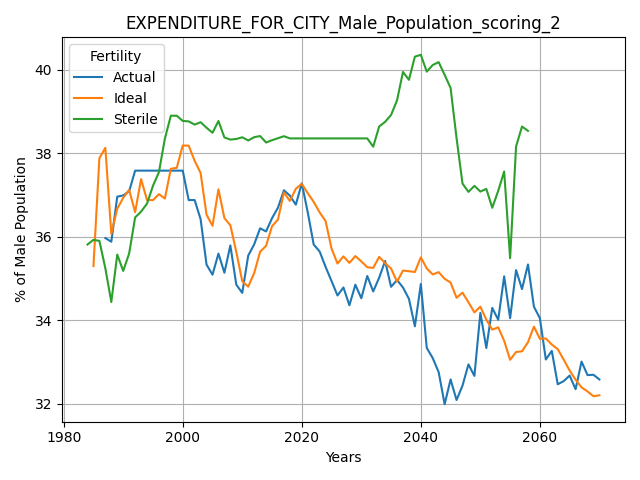 EXPENDITURE_FOR_CITY_Male_Population_scoring_2
Fertility
Actual
Ideal
Sterile
% of Male Population
40
38
36
34
32
1980
2000
2020
2040
2060
Years